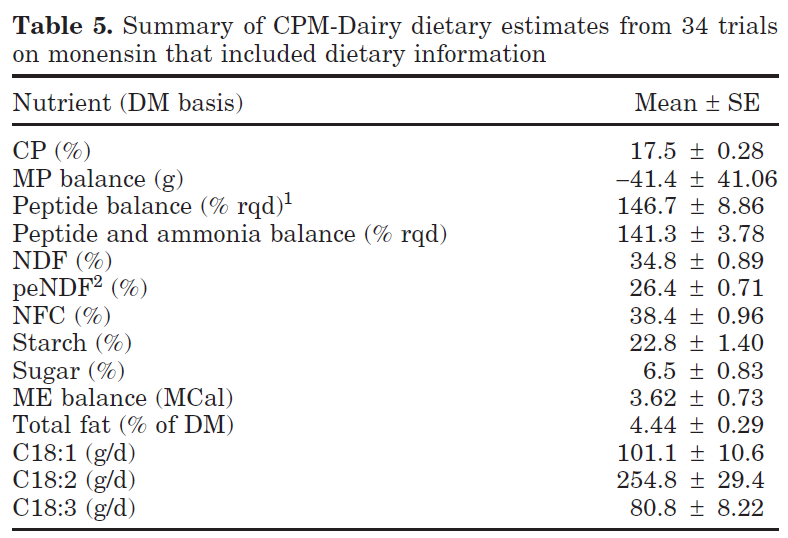 Table 5. Summary of CPM-Dairy dietary estimates from 34 trials
on monensin that included dietary information
Nutrient (DM basis) Mean ± SE
CP (%) 17.5 ± 0.28
MP balance (g) –41.4 ± 41.06
Peptide balance (% rqd)1 146.7 ± 8.86
Peptide and ammonia balance (% rqd) 141.3 ± 3.78
NDF (%) 34.8 ± 0.89
peNDF2 (%) 26.4 ± 0.71
NFC (%) 38.4 ± 0.96
Starch (%) 22.8 ± 1.40
Sugar (%) 6.5 ± 0.83
ME balance (MCal) 3.62 ± 0.73
Total fat (% of DM) 4.44 ± 0.29
C18:1 (g/d) 101.1 ± 10.6
C18:2 (g/d) 254.8 ± 29.4
C18:3 (g/d) 80.8 ± 8.22